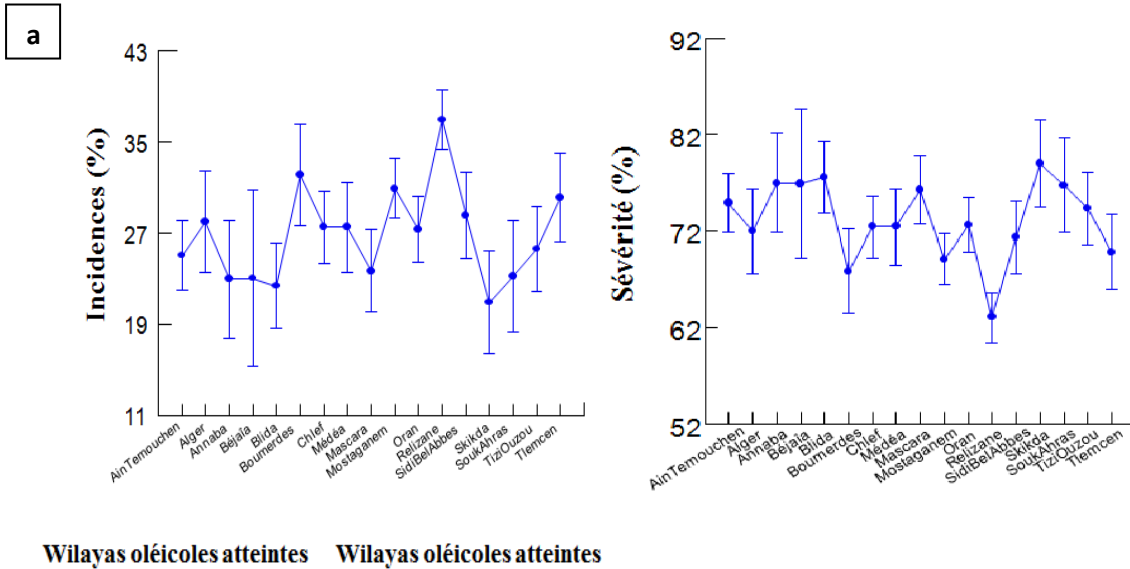 a
Incidences (%)
43
35
27
19
11
AinTemouchen
Alger
Annaba
Béjaïa
Blida
Boumerdes
Chlef
Médéa
Mascara
Mostaganem
Oran
Relizane
SidiBelAbbes
Skikda
SoukAhras
TiziOuzou
Tlemcen
Sévérité (%)
92
82
72
62
52
AinTemouchen
Alger
Annaba
Béjaïa
Blida
Boumerdes
Chlef
Médéa
Mascara
Mostaganem
Oran
Relizane
SidiBelAbbes
Skikda
SoukAhras
TiziOuzou
Tlemcen
Wilayas oléicoles atteintes
Wilayas oléicoles atteintes